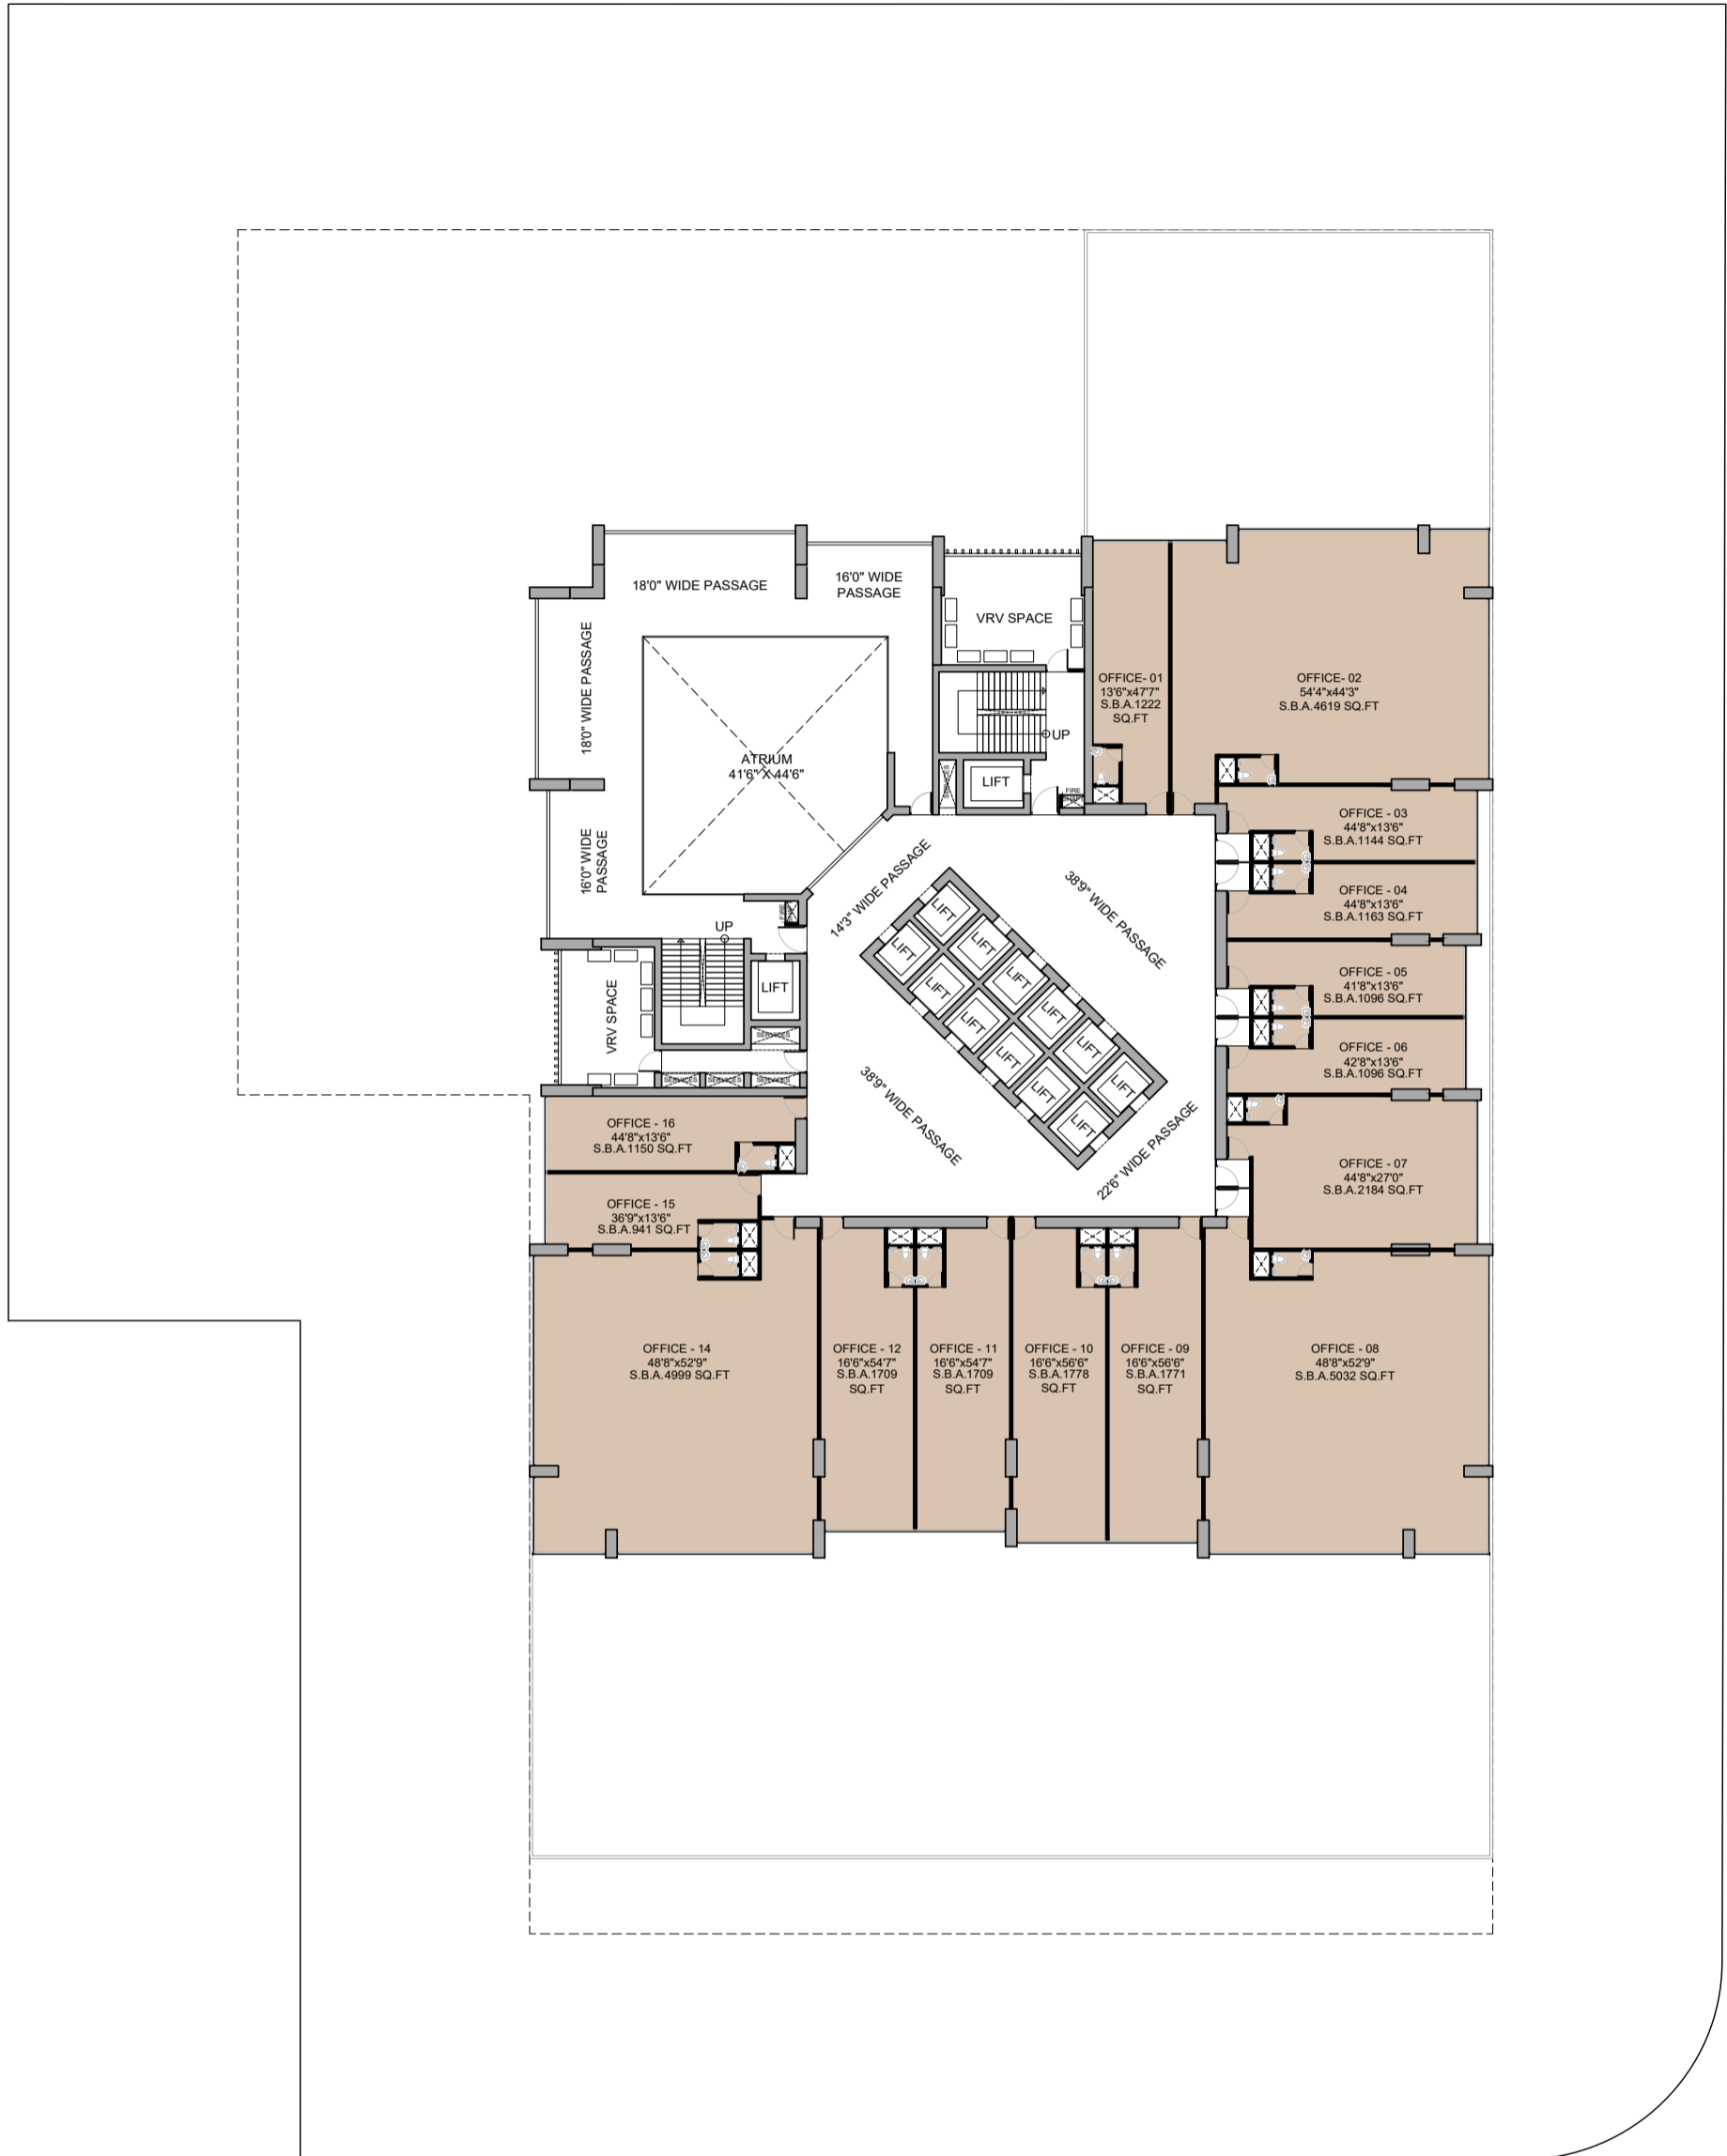 18'0" WIDE PASSAGE
16'0" WIDE
PASSAGE
VRV SPACE
18'0" WIDE PASSAGE
ATRIUM
41'6" X 44'6"
UP
SERVICES
LIFT
FIRE
OFFICE- 01
13'6"x47'7"
S.B.A.1222
SQ.FT
OFFICE- 02
54'4"x44'3"
S.B.A.4619 SQ.FT
OFFICE - 03
44'8"x13'6"
S.B.A.1144 SQ.FT
OFFICE - 04
44'8"x13'6"
S.B.A.1163 SQ.FT
OFFICE - 05
41'8"x13'6"
S.B.A.1096 SQ.FT
OFFICE - 06
42'8"x13'6"
S.B.A.1096 SQ.FT
OFFICE - 07
44'8"x27'0"
S.B.A.2184 SQ.FT
16'0" WIDE
PASSAGE
14'3" WIDE PASSAGE
38'9" WIDE PASSAGE
LIFT
LIFT
LIFT
LIFT
LIFT
LIFT
LIFT
LIFT
LIFT
LIFT
LIFT
LIFT
38'9" WIDE PASSAGE
22'6" WIDE PASSAGE
UP
FIRE
LIFT
VRV SPACE
SERVICES
SERVICES
SERVICES
SERVICES
OFFICE - 16
44'8"x13'6"
S.B.A.1150 SQ.FT
OFFICE - 15
36'9"x13'6"
S.B.A.941 SQ.FT
OFFICE - 14
48'8"x52'9"
S.B.A.4999 SQ.FT
OFFICE - 12
16'6"x54'7"
S.B.A.1709
SQ.FT
OFFICE - 11
16'6"x54'7"
S.B.A.1709
SQ.FT
OFFICE - 10
16'6"x56'6"
S.B.A.1778
SQ.FT
OFFICE - 09
16'6"x56'6"
S.B.A.1771
SQ.FT
OFFICE - 08
48'8"x52'9"
S.B.A.5032 SQ.FT